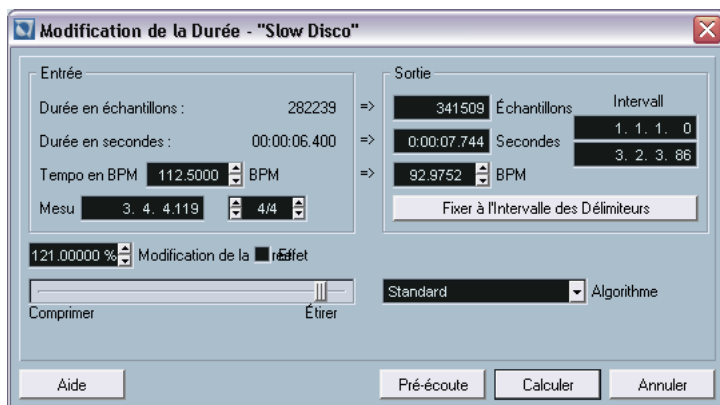 Modification de la Durée - "Slow Disco"
Entrée
Durée en échantillons : 282239 =>
Durée en secondes : 00:00:06.400 =>
Tempo en BPM 112.5000 BPM =>
Mesu 3. 4. 4.119 4/4
Sortie
341509 Échantillons
0:00:07.744 Secondes
92.9752 BPM
Intervall
1. 1. 1. 0
3. 2. 3. 86
Fixer à l'Intervalle des Délimiteurs
121.00000 % Modification de la Effet
Comprimer Étirer
Standard Algorithme
Aide Pré-écoute Calculer Annuler